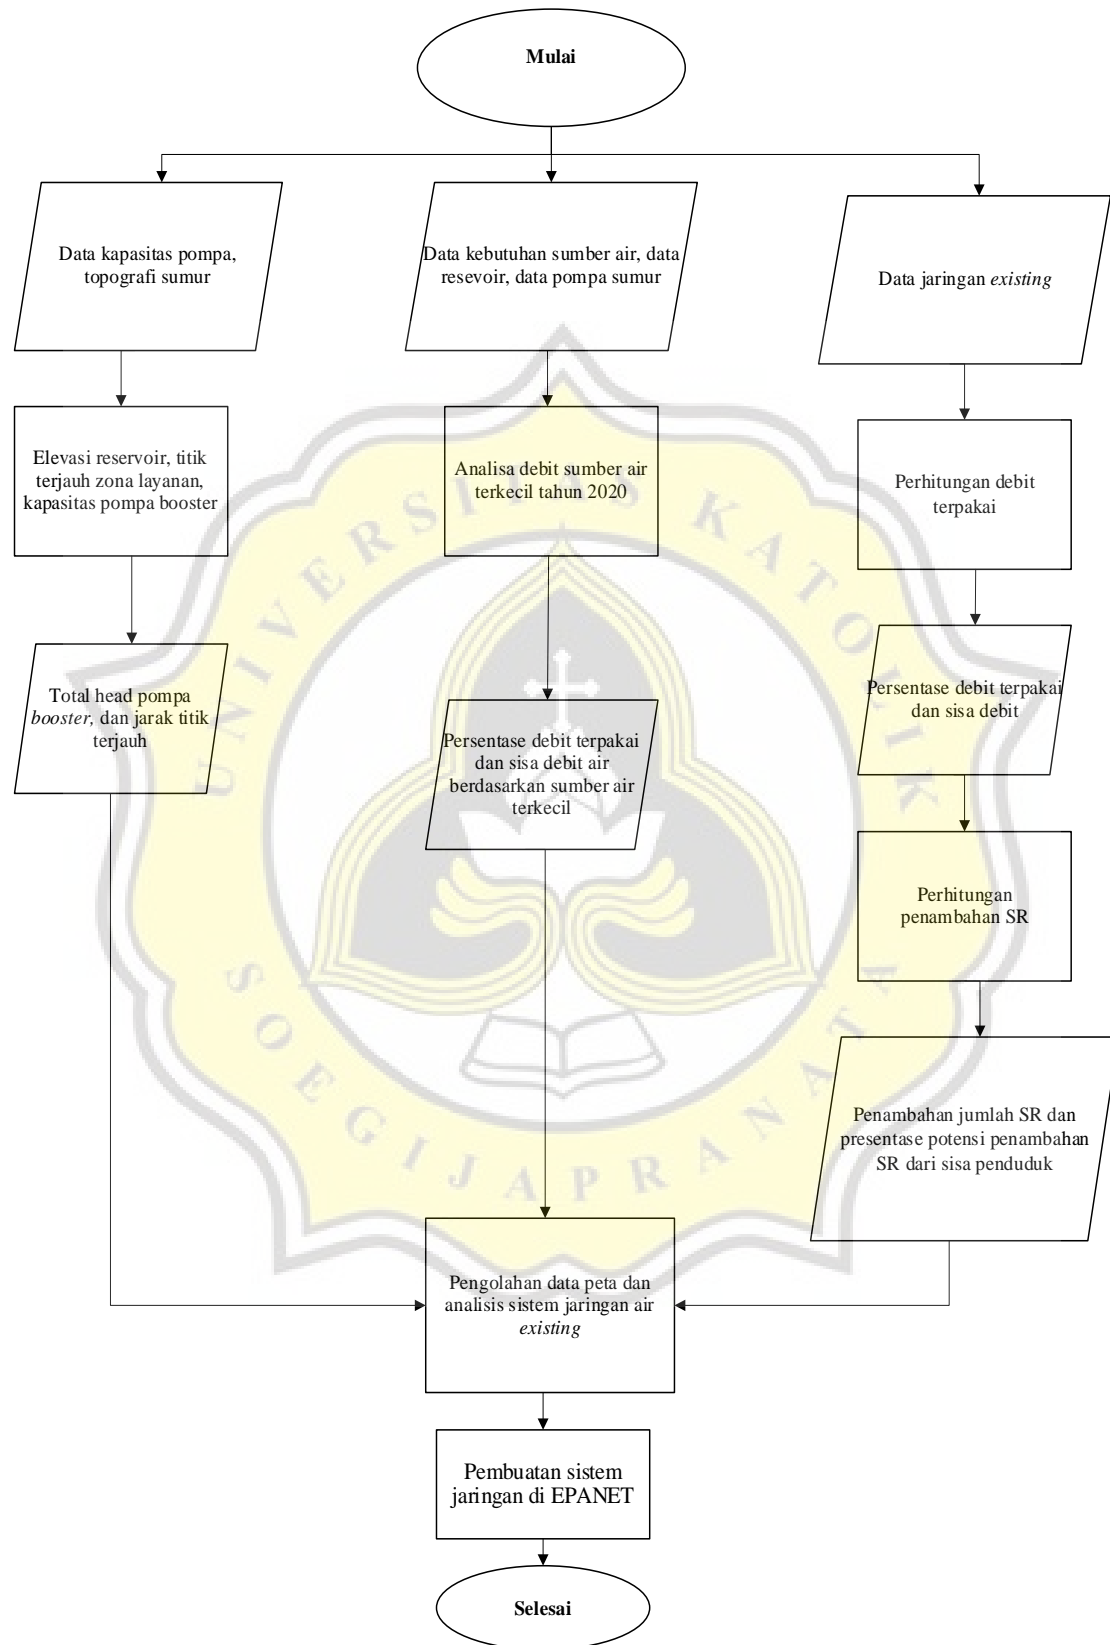 Mulai
Data kapasitas pompa,
topografi sumur
Data kebutuhan sumber air, data
resevoir, data pompa sumur
Data jaringan existing
Elevasi reservoir, titik
terjauh zona layanan,
kapasitas pompa booster
Analisa debit sumber air
terkecil tahun 2020
Perhitungan debit
terpakai
Total head pompa
booster, dan jarak titik
terjauh
Persentase debit terpakai
dan sisa debit air
berdasarkan sumber air
terkecil
Persentase debit terpakai
dan sisa debit
Perhitungan
penambahan SR
Penambahan jumlah SR dan
presentase potensi penambahan
SR dari sisa penduduk
Pengolahan data peta dan
analisis sistem jaringan air
existing
Pembuatan sistem
jaringan di EPANET
Selesai
UNIVERSITAS KATOLIK
SOEGIJAPRANATA